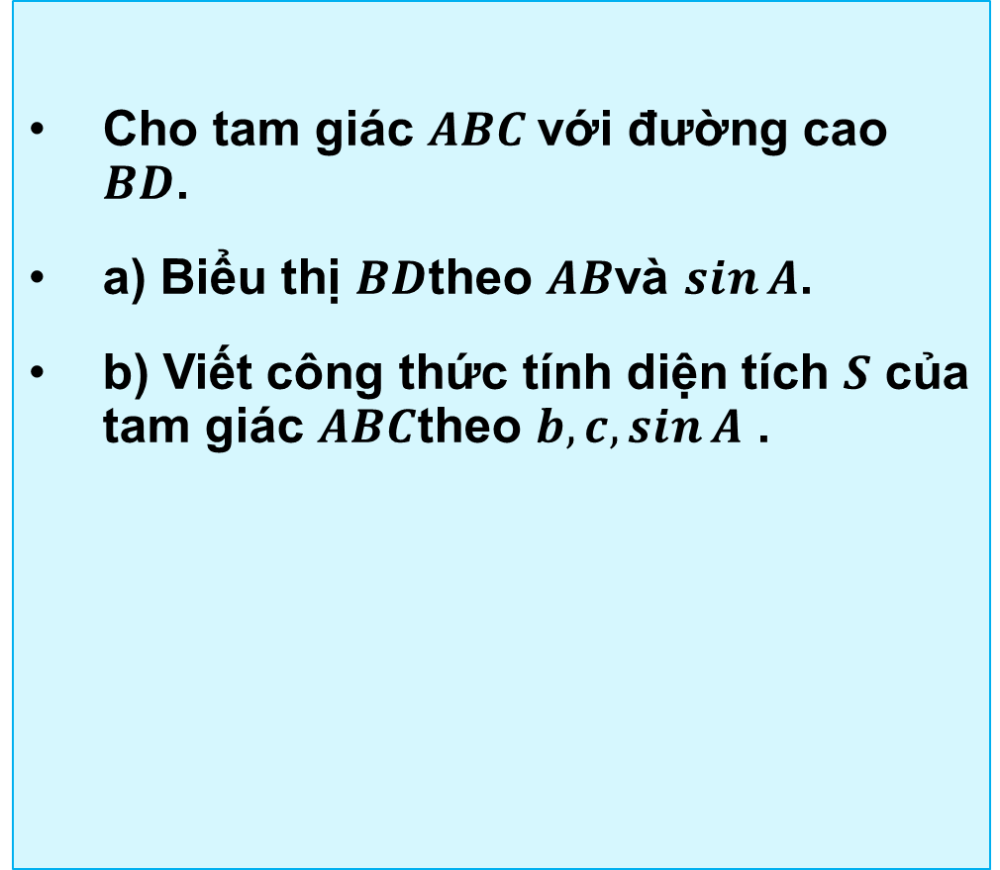 • Cho tam giác ABC với đường cao
BD.
• a) Biểu thị BDtheo ABvà sin A.
• b) Viết công thức tính diện tích S của
tam giác ABCtheo b, c, sin A .